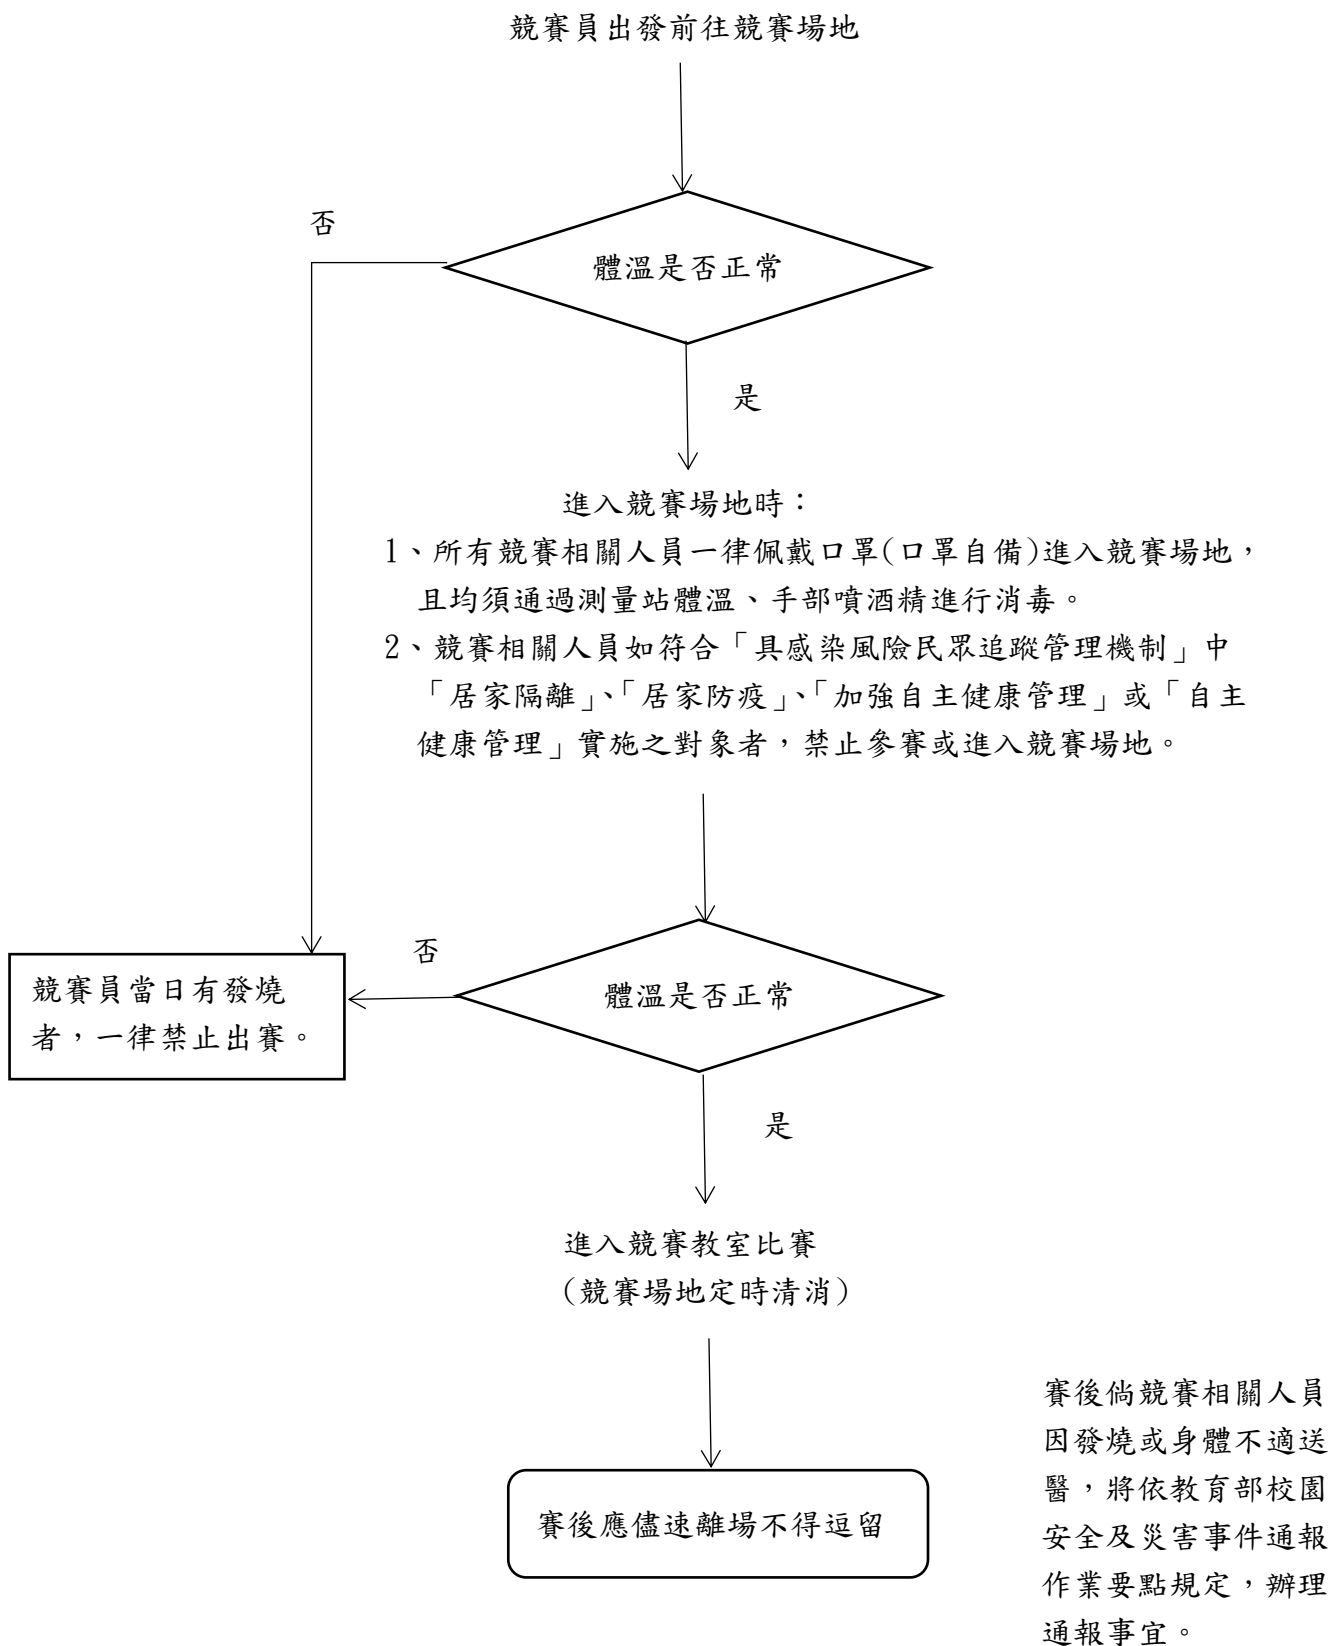 競賽員出發前往競賽場地
否
體溫是否正常
是
進入競賽場地時：
1、所有競賽相關人員一律佩戴口罩(口罩自備)進入競賽場地，
且均須通過測量站體溫、手部噴酒精進行消毒。
2、競賽相關人員如符合「具感染風險民眾追蹤管理機制」中
「居家隔離」、「居家防疫」、「加強自主健康管理」或「自主
健康管理」實施之對象者，禁止參賽或進入競賽場地。
否
體溫是否正常
競賽員當日有發燒
者，一律禁止出賽。
是
進入競賽教室比賽
(競賽場地定時清消)
賽後應儘速離場不得逗留
賽後倘競賽相關人員
因發燒或身體不適送
醫，將依教育部校園
安全及災害事件通報
作業要點規定，辦理
通報事宜。